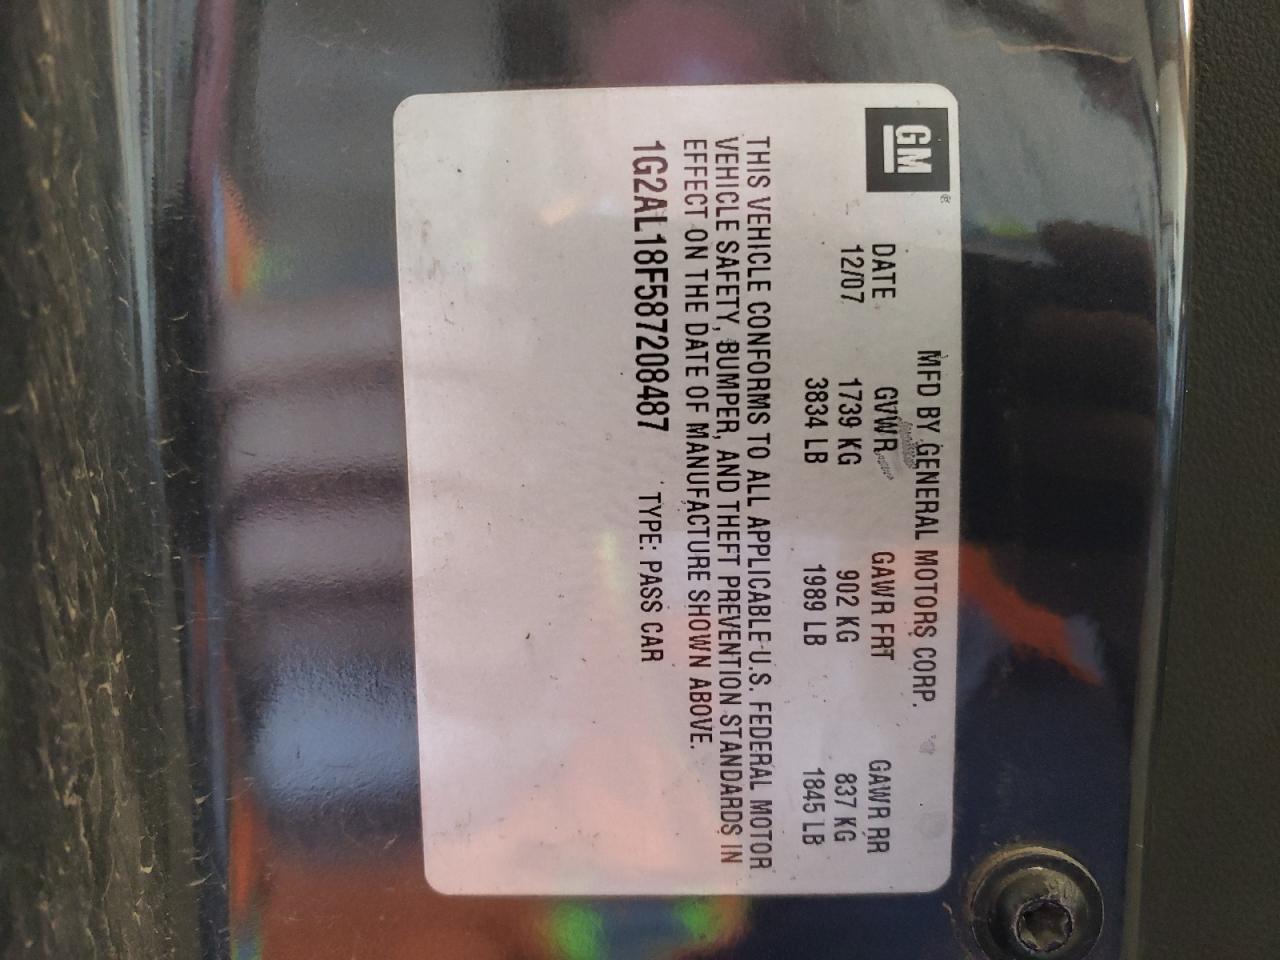 GM®
MFD BY GENERAL MOTORS CORP.
DATE GVWR GAWR FRT GAWR RR
12/07 1739 KG 902 KG 837 KG
3834 LB 1989 LB 1845 LB
THIS VEHICLE CONFORMS TO ALL APPLICABLE U.S. FEDERAL MOTOR
VEHICLE SAFETY, BUMPER, AND THEFT PREVENTION STANDARDS IN
EFFECT ON THE DATE OF MANUFACTURE SHOWN ABOVE.
1G2AL18F587208487 TYPE: PASS CAR